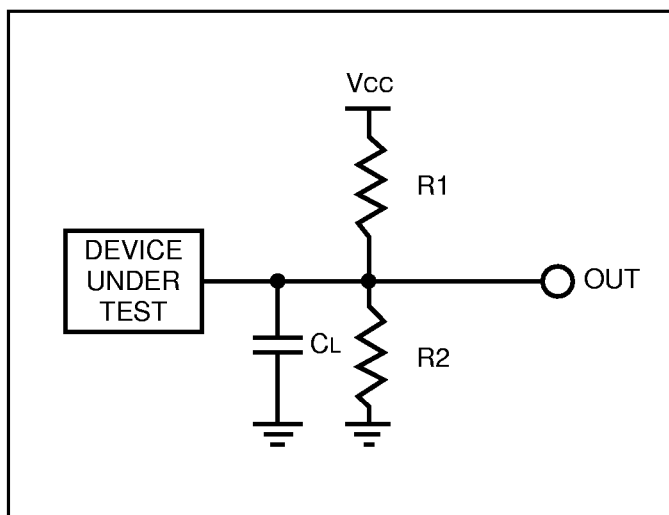 VCC
R1
DEVICE
UNDER
TEST
OUT
CL
R2